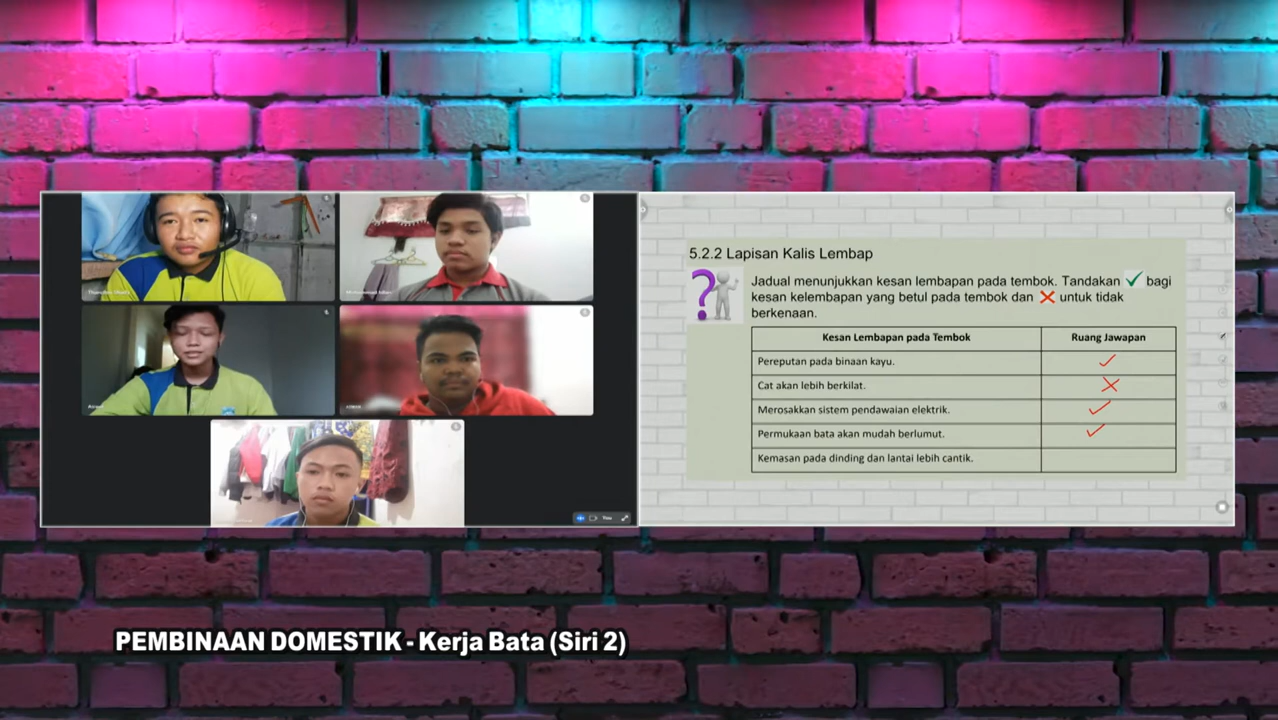 5.2.2 Lapisan Kalis Lembap
Jadual menunjukkan kesan lembapan pada tembok. Tandakan ✓ bagi
kesan kelembapan yang betul pada tembok dan ✗ untuk tidak
berkenaan.
Kesan Lembapan pada Tembok Ruang Jawapan
Pereputan pada binaan kayu. ✓
Cat akan lebih berkilat. ✗
Merosakkan sistem pendawaian elektrik. ✓
Permukaan bata akan mudah berlumut. ✓
Kemasan pada dinding dan lantai lebih cantik.
You
PEMBINAAN DOMESTIK - Kerja Bata (Siri 2)